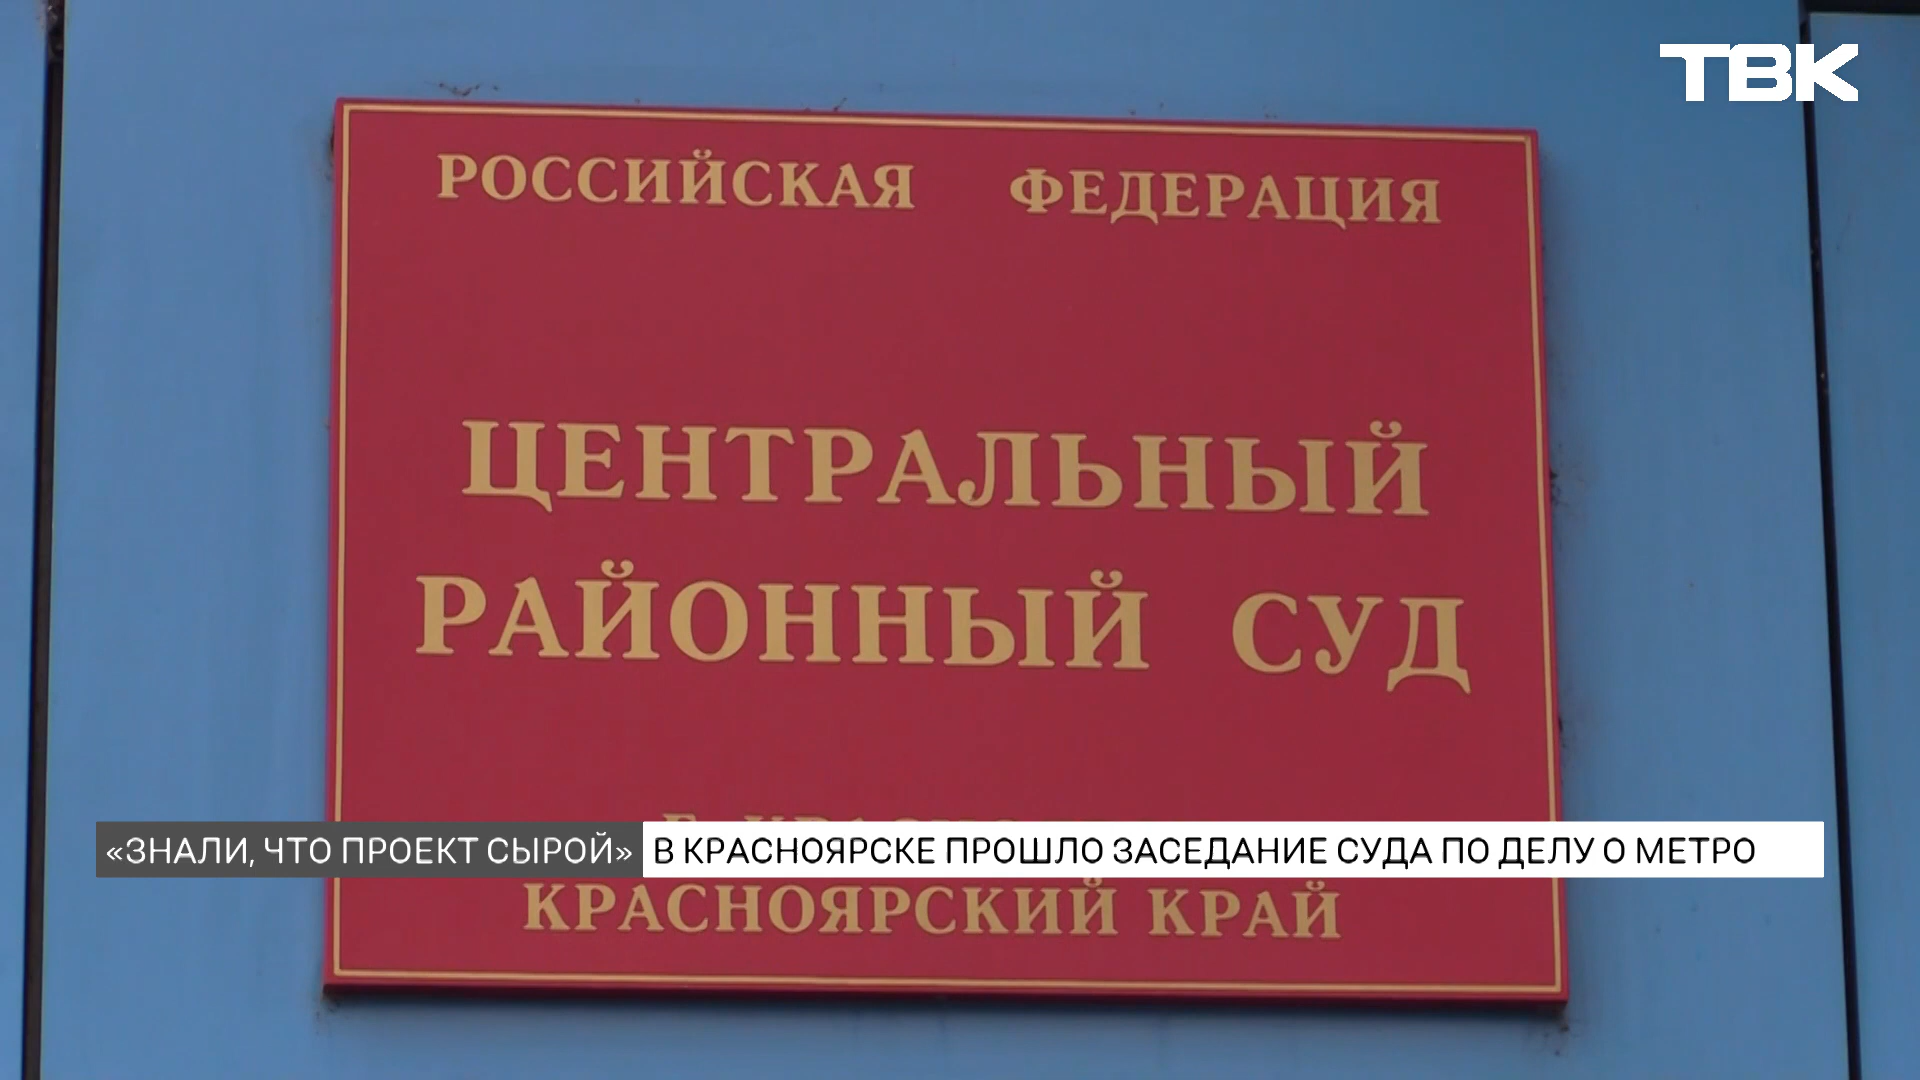 ТВК
РОССИЙСКАЯ ФЕДЕРАЦИЯ
ЦЕНТРАЛЬНЫЙ
РАЙОННЫЙ СУД
«ЗНАЛИ, ЧТО ПРОЕКТ СЫРОЙ» В КРАСНОЯРСКЕ ПРОШЛО ЗАСЕДАНИЕ СУДА ПО ДЕЛУ О МЕТРО
КРАСНОЯРСКИЙ КРАЙ